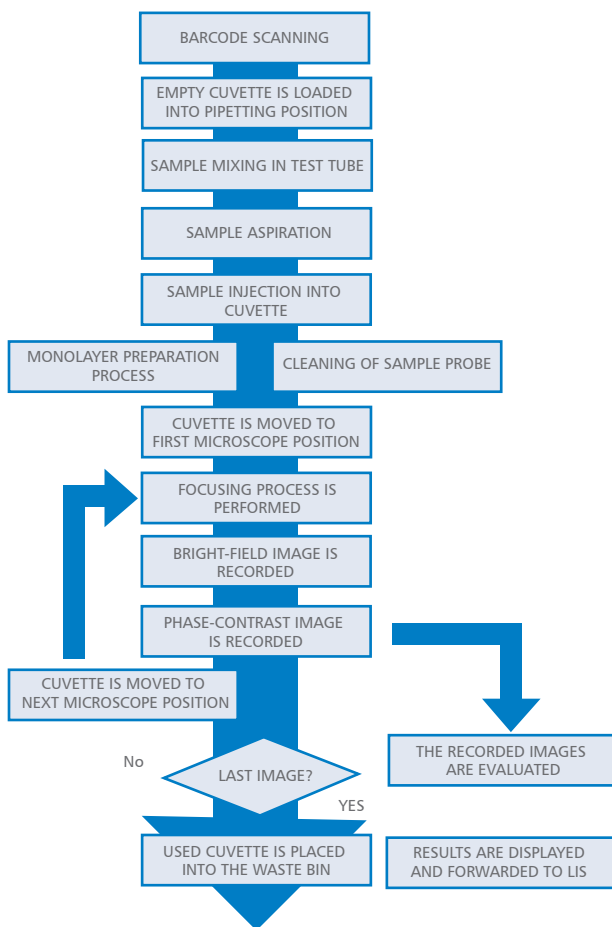 BARCODE SCANNING
EMPTY CUVETTE IS LOADED
INTO PIPETTING POSITION
SAMPLE MIXING IN TEST TUBE
SAMPLE ASPIRATION
SAMPLE INJECTION INTO
CUVETTE
MONOLAYER PREPARATION
PROCESS
CLEANING OF SAMPLE PROBE
CUVETTE IS MOVED TO
FIRST MICROSCOPE POSITION
FOCUSING PROCESS IS
PERFORMED
BRIGHT-FIELD IMAGE IS
RECORDED
PHASE-CONTRAST IMAGE
IS RECORDED
CUVETTE IS MOVED TO
NEXT MICROSCOPE POSITION
No
LAST IMAGE?
YES
THE RECORDED IMAGES
ARE EVALUATED
USED CUVETTE IS PLACED
INTO THE WASTE BIN
RESULTS ARE DISPLAYED
AND FORWARDED TO LIS